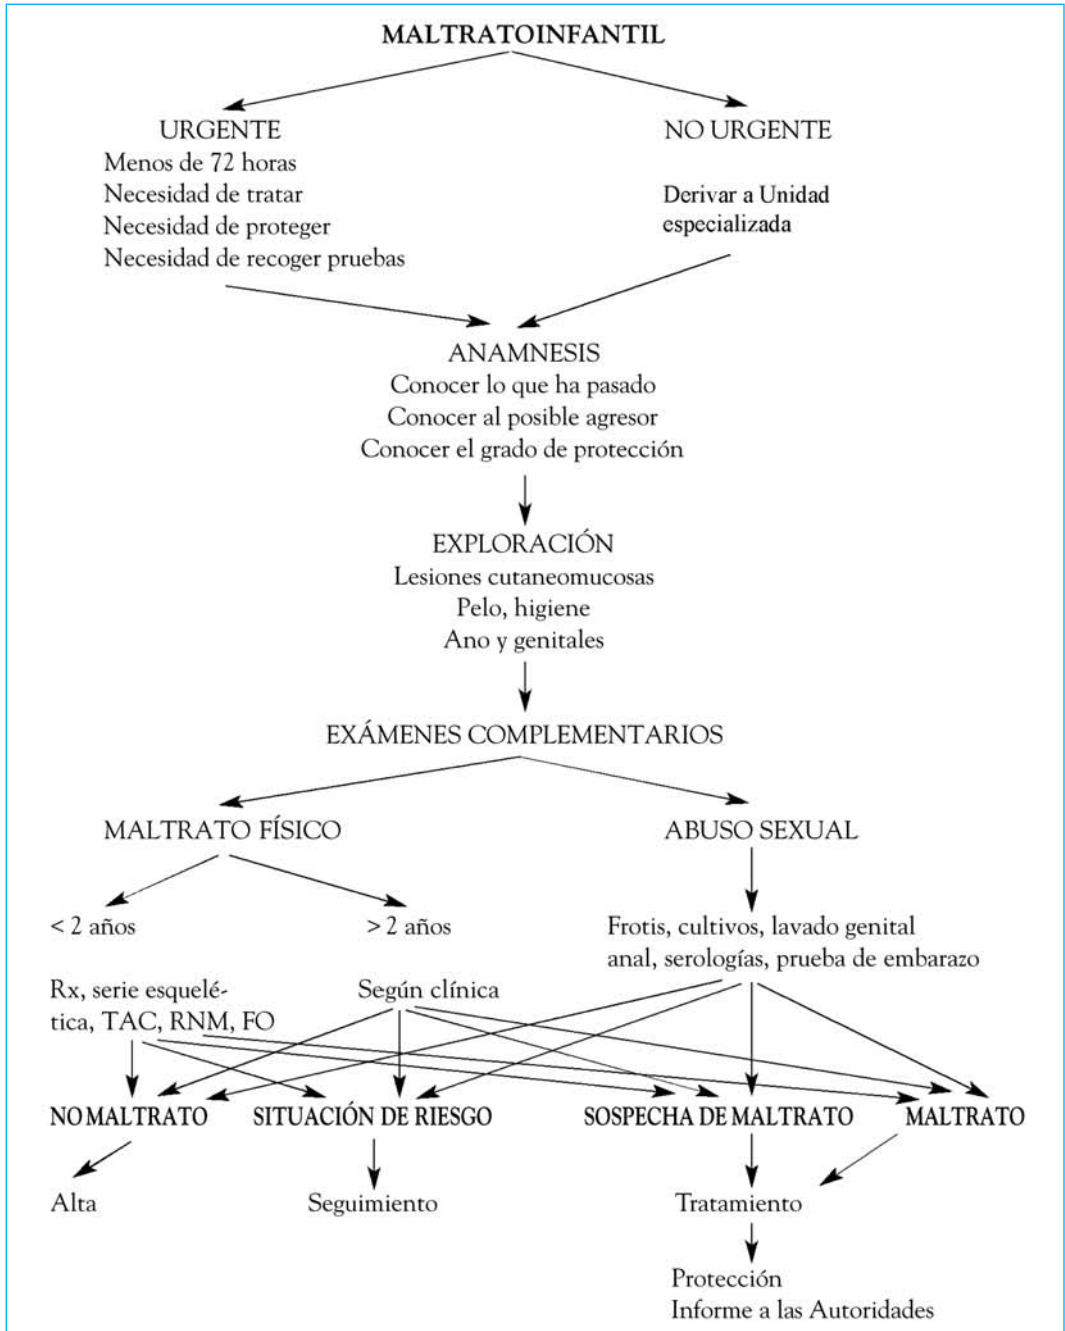 MALTRATOINFANTIL
URGENTE
Menos de 72 horas
Necesidad de tratar
Necesidad de proteger
Necesidad de recoger pruebas
NO URGENTE
Derivar a Unidad
especializada
ANAMNESIS
Conocer lo que ha pasado
Conocer al posible agresor
Conocer el grado de protección
EXPLORACIÓN
Lesiones cutaneomucosas
Pelo, higiene
Ano y genitales
EXÁMENES COMPLEMENTARIOS
MALTRATO FÍSICO
ABUSO SEXUAL
< 2 años
> 2 años
Rx, serie esquelé-
tica, TAC, RNM, FO
Según clínica
Frotis, cultivos, lavado genital
anal, serologías, prueba de embarazo
NO MALTRATO
SITUACIÓN DE RIESGO
SOSPECHA DE MALTRATO
MALTRATO
Alta
Seguimiento
Tratamiento
Protección
Informe a las Autoridades